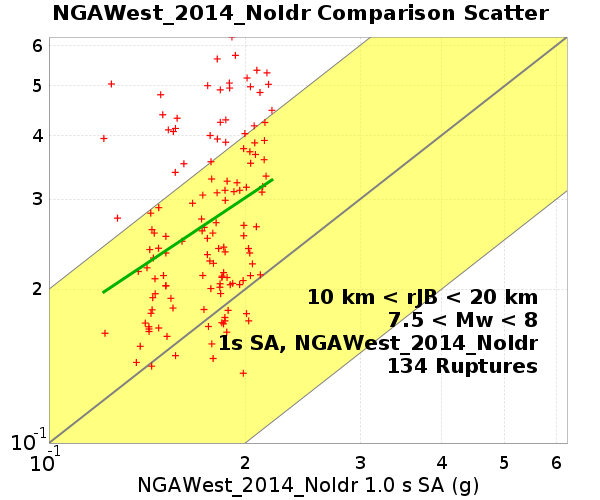 NGAWest_2014_NoIdr Comparison Scatter
6
5
4
3
2
10 km < rJB < 20 km
7.5 < Mw < 8
1s SA, NGAWest_2014_NoIdr
134 Ruptures
10-1
10-1
2 3 4 5 6
NGAWest_2014_NoIdr 1.0 s SA (g)